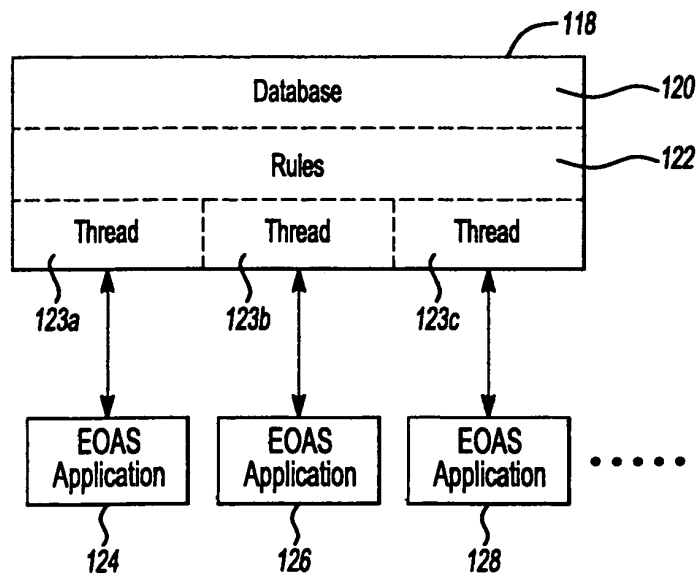 118
Database
120
Rules
122
Thread
Thread
Thread
123a
123b
123c
EOAS
Application
EOAS
Application
EOAS
Application
124
126
128